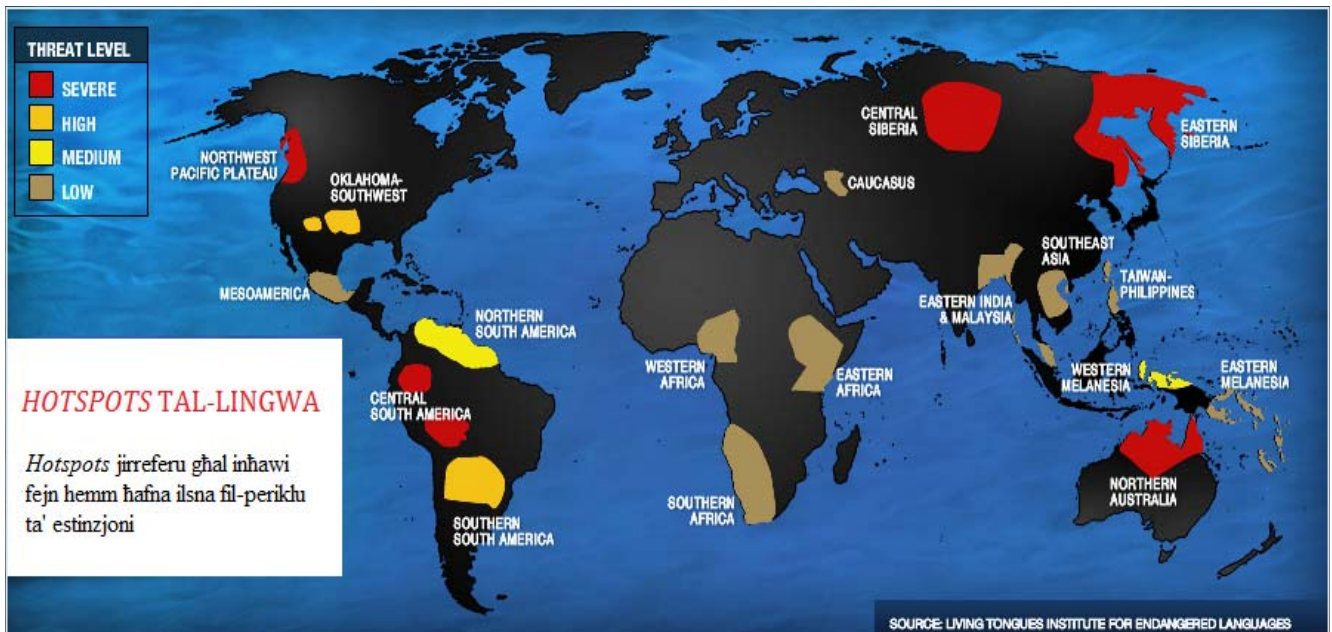 THREAT LEVEL
SEVERE
HIGH
MEDIUM
LOW
NORTHWEST
PACIFIC PLATEAU
OKLAHOMA-
SOUTHWEST
MESOAMERICA
NORTHERN
SOUTH AMERICA
CENTRAL
SOUTH AMERICA
SOUTHERN
SOUTH AMERICA
WESTERN
AFRICA
EASTERN
AFRICA
SOUTHERN
AFRICA
CENTRAL
SIBERIA
EASTERN
SIBERIA
CAUCASUS
SOUTHEAST
ASIA
TAIWAN-
PHILIPPINES
EASTERN INDIA
& MALAYSIA
WESTERN
MELANESIA
EASTERN
MELANESIA
NORTHERN
AUSTRALIA
HOTSPOTS TAL-LINGWA
Hotspots jirreferu għal inħawi
fejn hemm ħafna ilsna fil-periklu
ta' estinzjoni
SOURCE: LIVING TONGUES INSTITUTE FOR ENDANGERED LANGUAGES